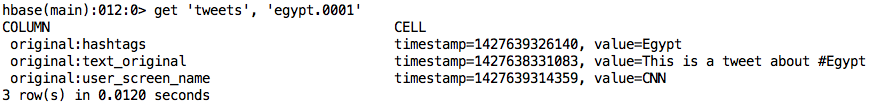 hbase(main):012:0> get 'tweets', 'egypt.0001'
COLUMN CELL
original:hashtags timestamp=1427639326140, value=Egypt
original:text_original timestamp=1427638331083, value=This is a tweet about #Egypt
original:user_screen_name timestamp=1427639314359, value=CNN
3 row(s) in 0.0120 seconds